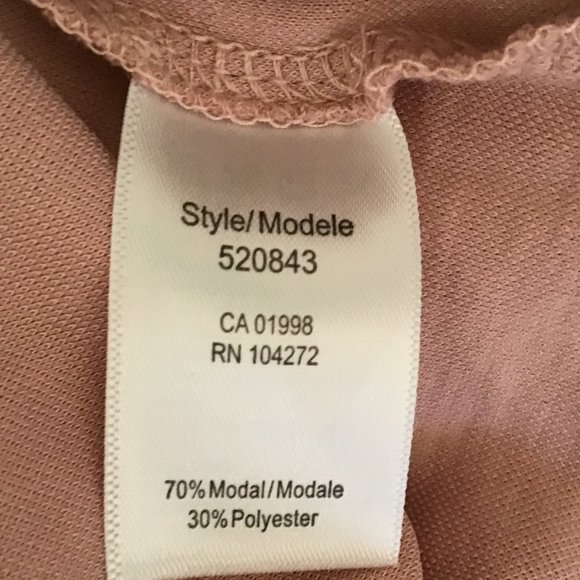 Style/Modele
520843
CA 01998
RN 104272
70% Modal/Modale
30% Polyester